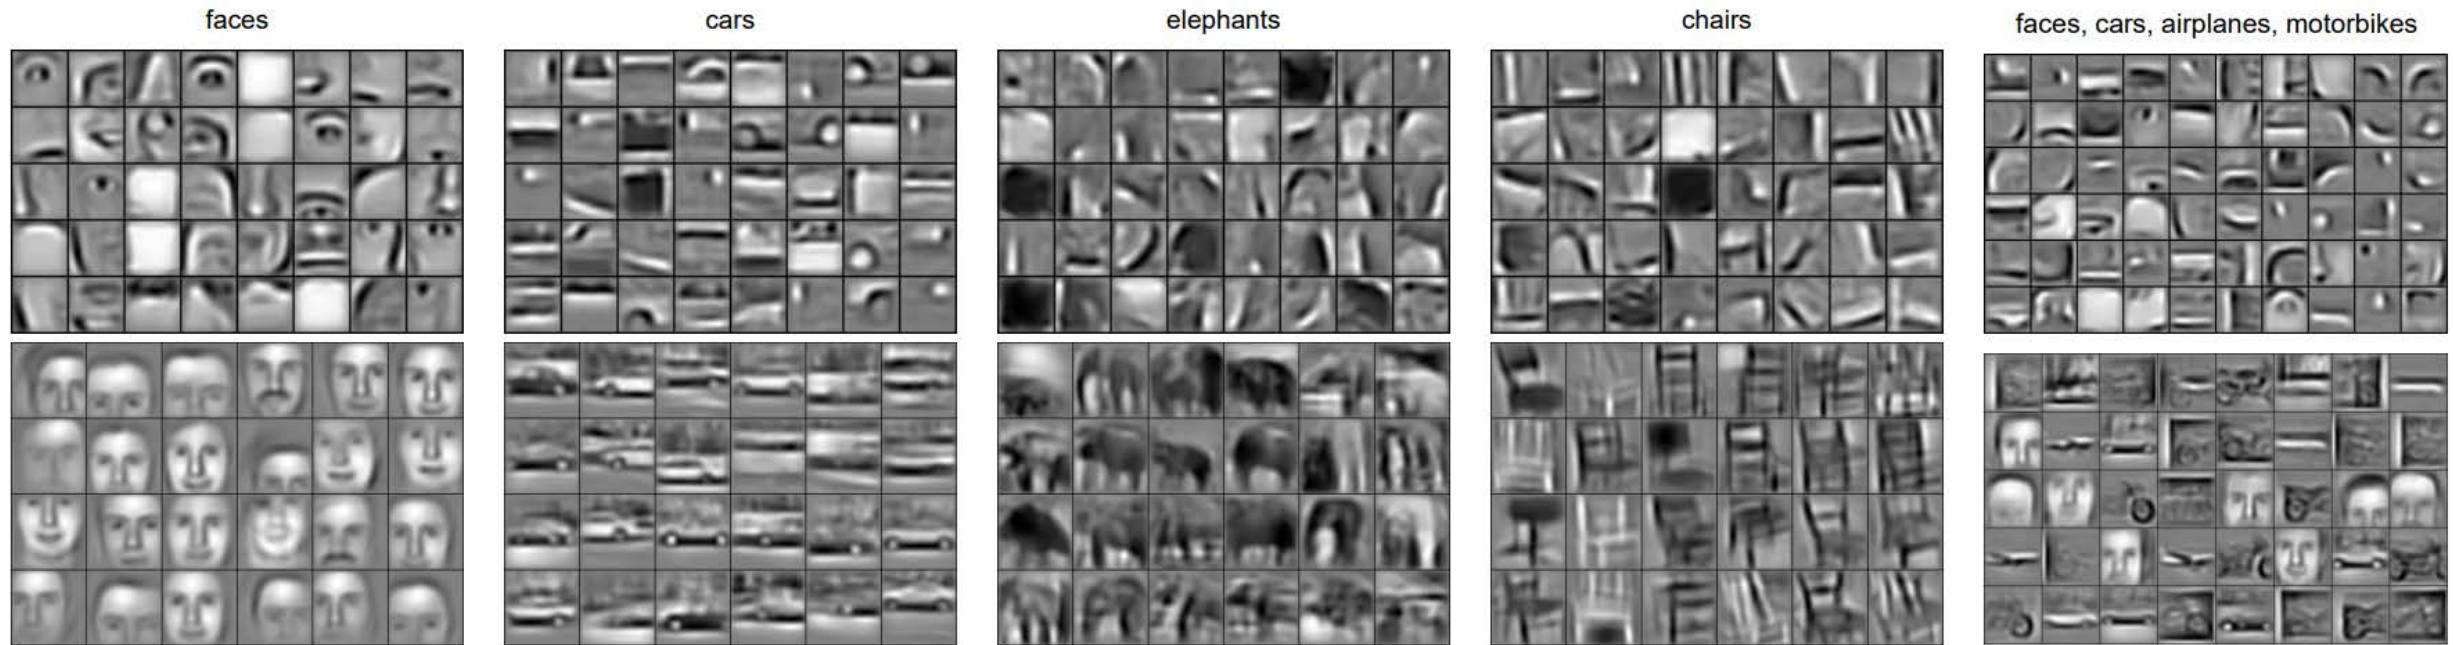 faces
cars
elephants
chairs
faces, cars, airplanes, motorbikes